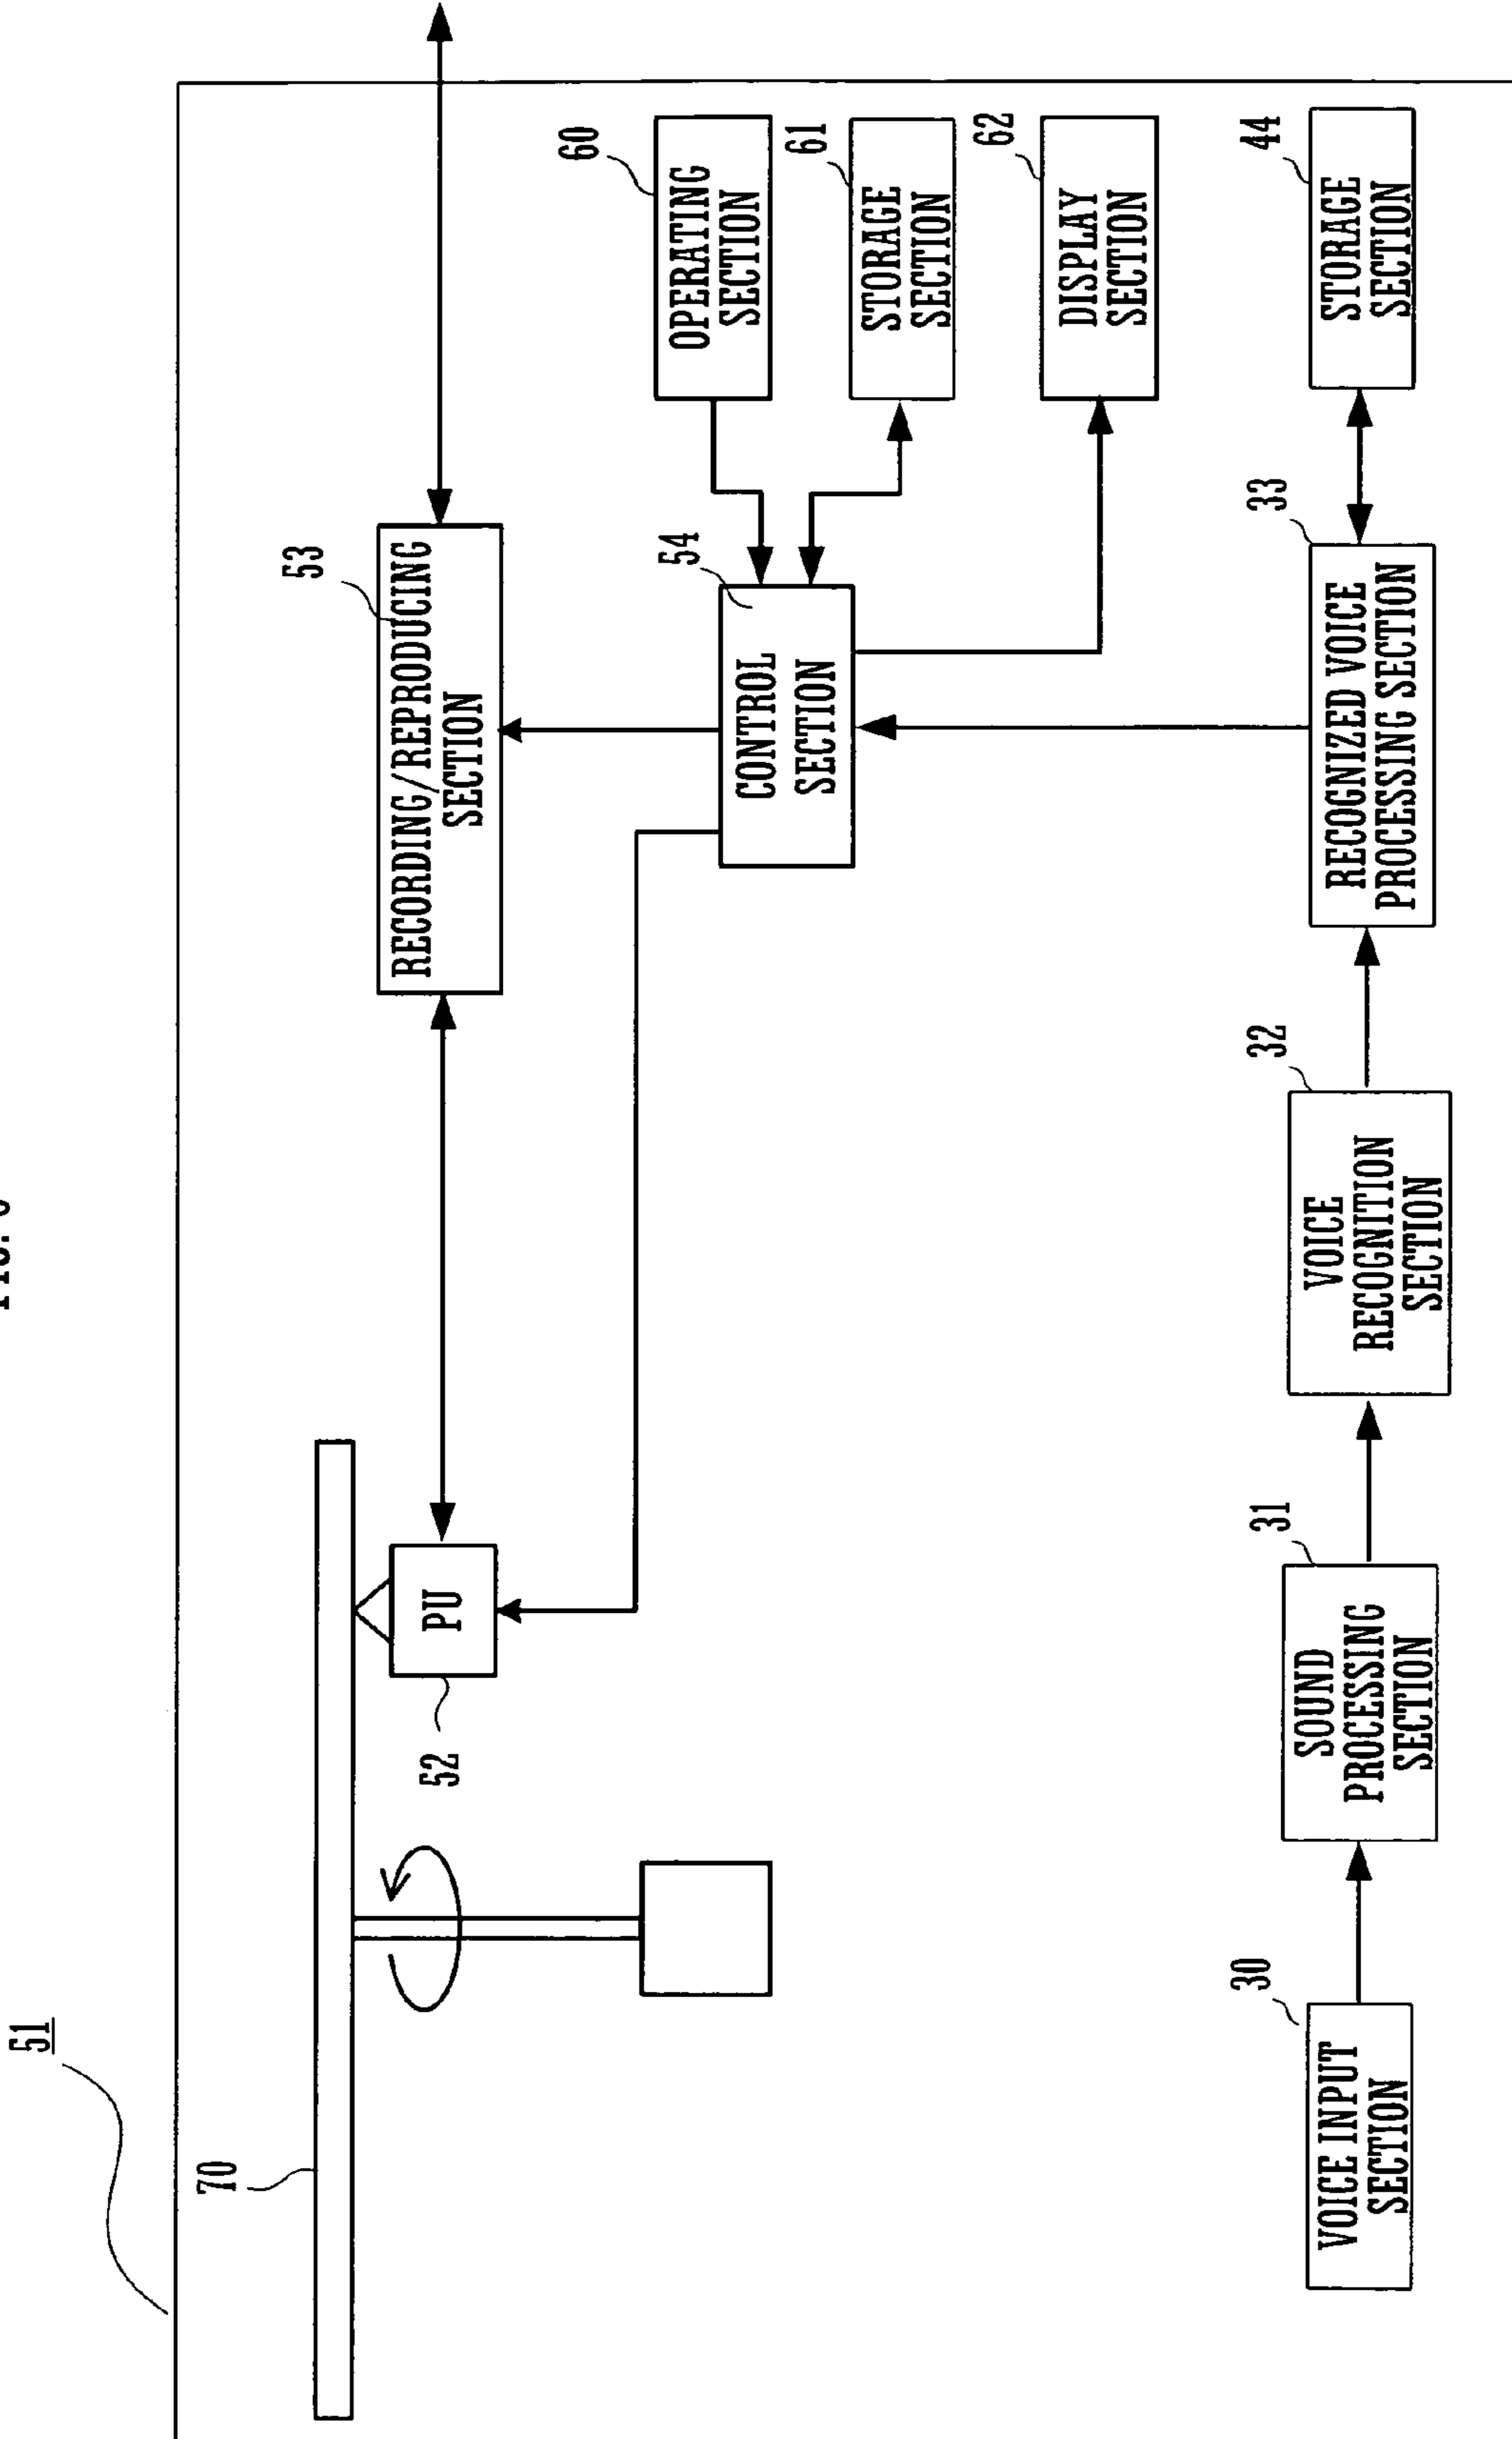 51
70
52
PU
53
RECORDING/REPRODUCING
SECTION
60
OPERATING
SECTION
54
CONTROL
SECTION
61
STORAGE
SECTION
62
DISPLAY
SECTION
30
VOICE INPUT
SECTION
31
SOUND
PROCESSING
SECTION
32
VOICE
RECOGNITION
SECTION
33
RECOGNIZED VOICE
PROCESSING SECTION
44
STORAGE
SECTION